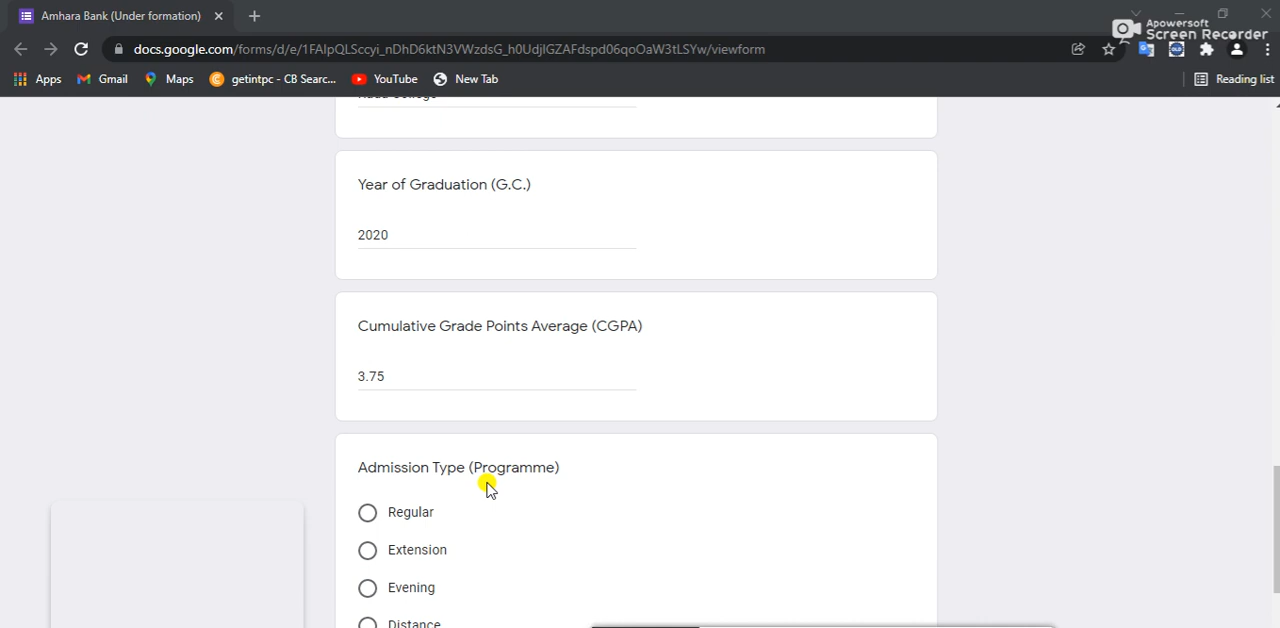 Amhara Bank (Under formation)
Apowersoft
Screen Recorder
docs.google.com/forms/d/e/1FAIpQLSccyi_nDhD6ktN3VWzdsG_h0UdjlGZAFdspd06qoOaW3tLSYw/viewform
Apps Gmail Maps getintpc - CB Searc... YouTube New Tab Reading list
College
Year of Graduation (G.C.)
2020
Cumulative Grade Points Average (CGPA)
3.75
Admission Type (Programme)
Regular
Extension
Evening
Distance